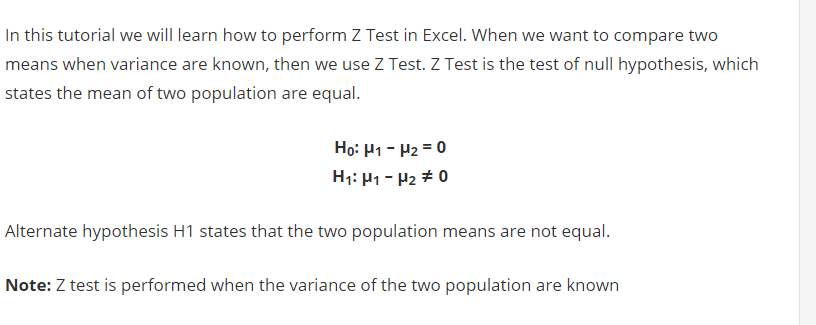 In this tutorial we will learn how to perform Z Test in Excel. When we want to compare two
means when variance are known, then we use Z Test. Z Test is the test of null hypothesis, which
states the mean of two population are equal.
H₀: μ₁ – μ₂ = 0
H₁: μ₁ – μ₂ ≠ 0
Alternate hypothesis H1 states that the two population means are not equal.
Note: Z test is performed when the variance of the two population are known